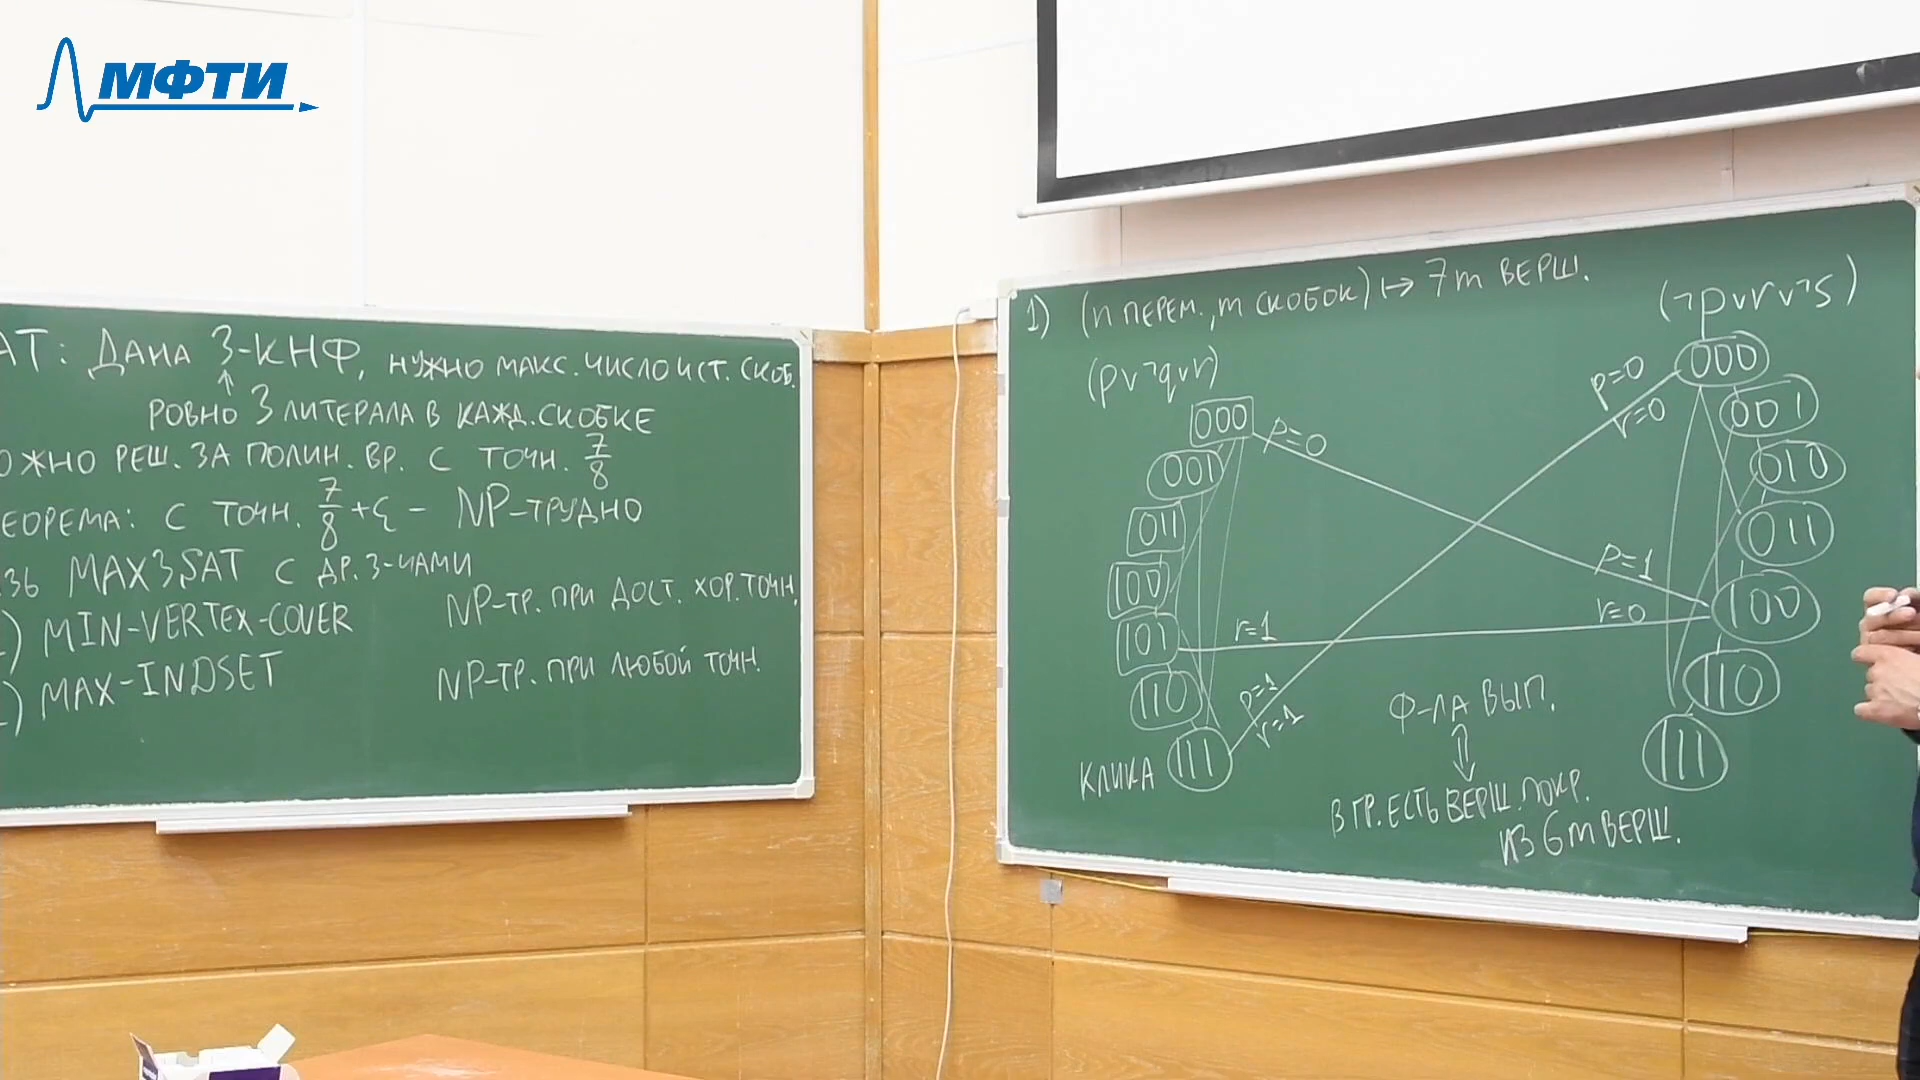 МФТИ
АТ: ДАНА 3-КНФ, НУЖНО МАКС. ЧИСЛО ИСТ. СКОБ.
↑
РОВНО 3 ЛИТЕРАЛА В КАЖД. СКОБКЕ
ОЖНО РЕШ. ЗА ПОЛИН. ВР. С ТОЧН. 7/8
ЕОРЕМА: С ТОЧН. 7/8+ε - NP-ТРУДНО
ЯЗЬ MAX3SAT С ДР. З-ЧАМИ
) MIN-VERTEX-COVER NP-ТР. ПРИ ДОСТ. ХОР. ТОЧН.
) MAX-INDSET NP-ТР. ПРИ ЛЮБОЙ ТОЧН.
1) (n ПЕРЕМ., m СКОБОК) ↦ 7m ВЕРШ.
(p∨¬q∨r)
000
001
011
100
101
110
КЛИКА 111
p=0
r=1
p=1
r=1
(¬p∨r∨¬s)
000
001
010
011
100
110
111
p=0
r=0
p=1
r=0
Ф-ЛА ВЫП.
⇕
В ГР. ЕСТЬ ВЕРШ. ПОКР.
ИЗ 6m ВЕРШ.